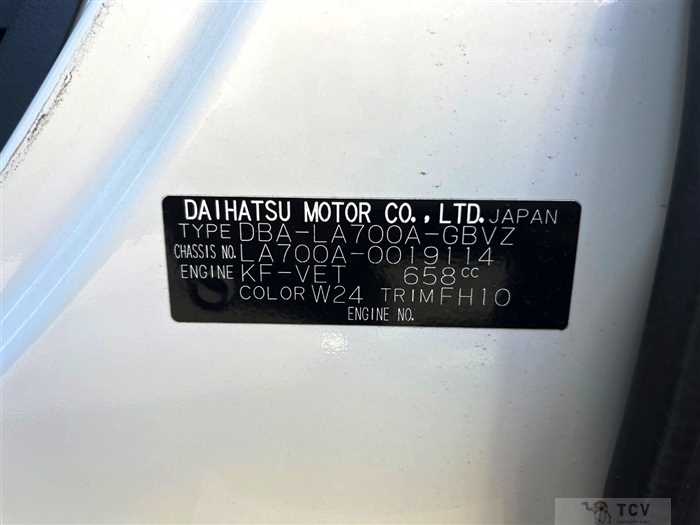 DAIHATSU MOTOR CO., LTD. JAPAN
TYPE DBA-LA700A-GBVZ
CHASSIS NO. LA700A-0019114
ENGINE KF-VET 658cc
COLOR W24 TRIM FH10
ENGINE NO.
TCV